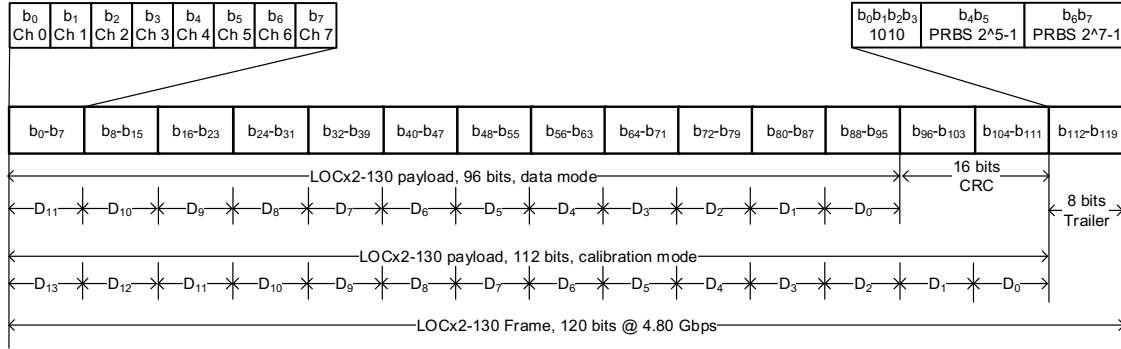 b₀ b₁ b₂ b₃ b₄ b₅ b₆ b₇
Ch 0 Ch 1 Ch 2 Ch 3 Ch 4 Ch 5 Ch 6 Ch 7
b₀b₁b₂b₃ b₄b₅ b₆b₇
1010 PRBS 2^5-1 PRBS 2^7-1
b₀-b₇ b₈-b₁₅ b₁₆-b₂₃ b₂₄-b₃₁ b₃₂-b₃₉ b₄₀-b₄₇ b₄₈-b₅₅ b₅₆-b₆₃ b₆₄-b₇₁ b₇₂-b₇₉ b₈₀-b₈₇ b₈₈-b₉₅ b₉₆-b₁₀₃ b₁₀₄-b₁₁₁ b₁₁₂-b₁₁₉
LOCx2-130 payload, 96 bits, data mode
16 bits
CRC
D₁₁ D₁₀ D₉ D₈ D₇ D₆ D₅ D₄ D₃ D₂ D₁ D₀
8 bits
Trailer
LOCx2-130 payload, 112 bits, calibration mode
D₁₃ D₁₂ D₁₁ D₁₀ D₉ D₈ D₇ D₆ D₅ D₄ D₃ D₂ D₁ D₀
LOCx2-130 Frame, 120 bits @ 4.80 Gbps